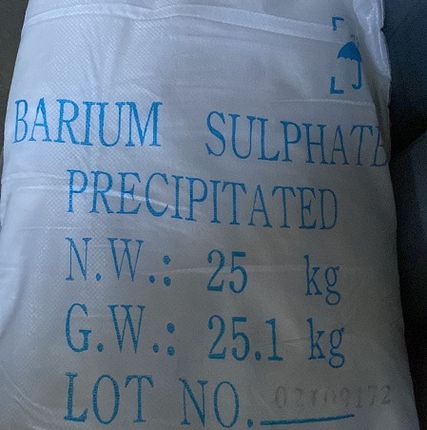 BARIUM SULPHATE
PRECIPITATED
N.W.: 25 kg
G.W.: 25.1 kg
LOT NO.